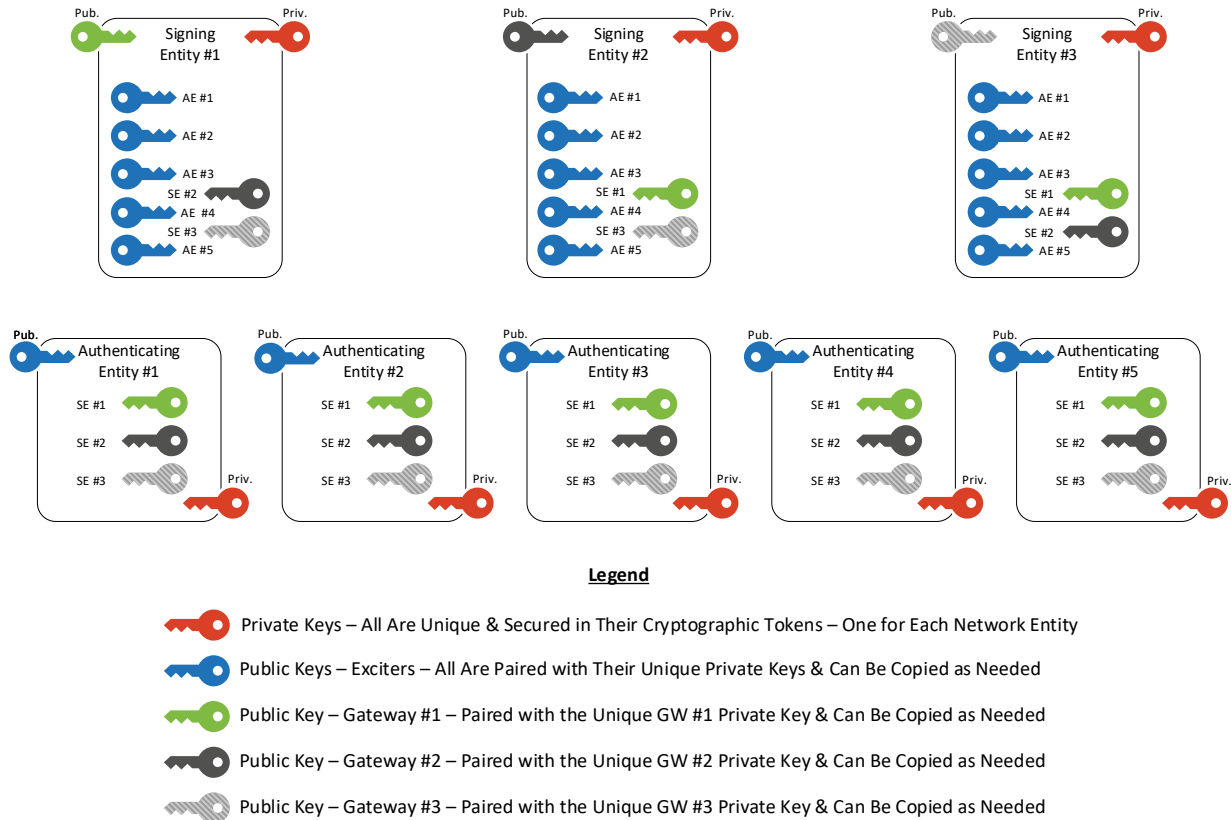 Pub.
Priv.
Signing
Entity #1
AE #1
AE #2
AE #3
SE #2
AE #4
SE #3
AE #5
Pub.
Priv.
Signing
Entity #2
AE #1
AE #2
AE #3
SE #1
AE #4
SE #3
AE #5
Pub.
Priv.
Signing
Entity #3
AE #1
AE #2
AE #3
SE #1
AE #4
SE #2
AE #5
Pub.
Authenticating
Entity #1
SE #1
SE #2
SE #3
Priv.
Pub.
Authenticating
Entity #2
SE #1
SE #2
SE #3
Priv.
Pub.
Authenticating
Entity #3
SE #1
SE #2
SE #3
Priv.
Pub.
Authenticating
Entity #4
SE #1
SE #2
SE #3
Priv.
Pub.
Authenticating
Entity #5
SE #1
SE #2
SE #3
Priv.
Legend
Private Keys – All Are Unique & Secured in Their Cryptographic Tokens – One for Each Network Entity
Public Keys – Exciters – All Are Paired with Their Unique Private Keys & Can Be Copied as Needed
Public Key – Gateway #1 – Paired with the Unique GW #1 Private Key & Can Be Copied as Needed
Public Key – Gateway #2 – Paired with the Unique GW #2 Private Key & Can Be Copied as Needed
Public Key – Gateway #3 – Paired with the Unique GW #3 Private Key & Can Be Copied as Needed